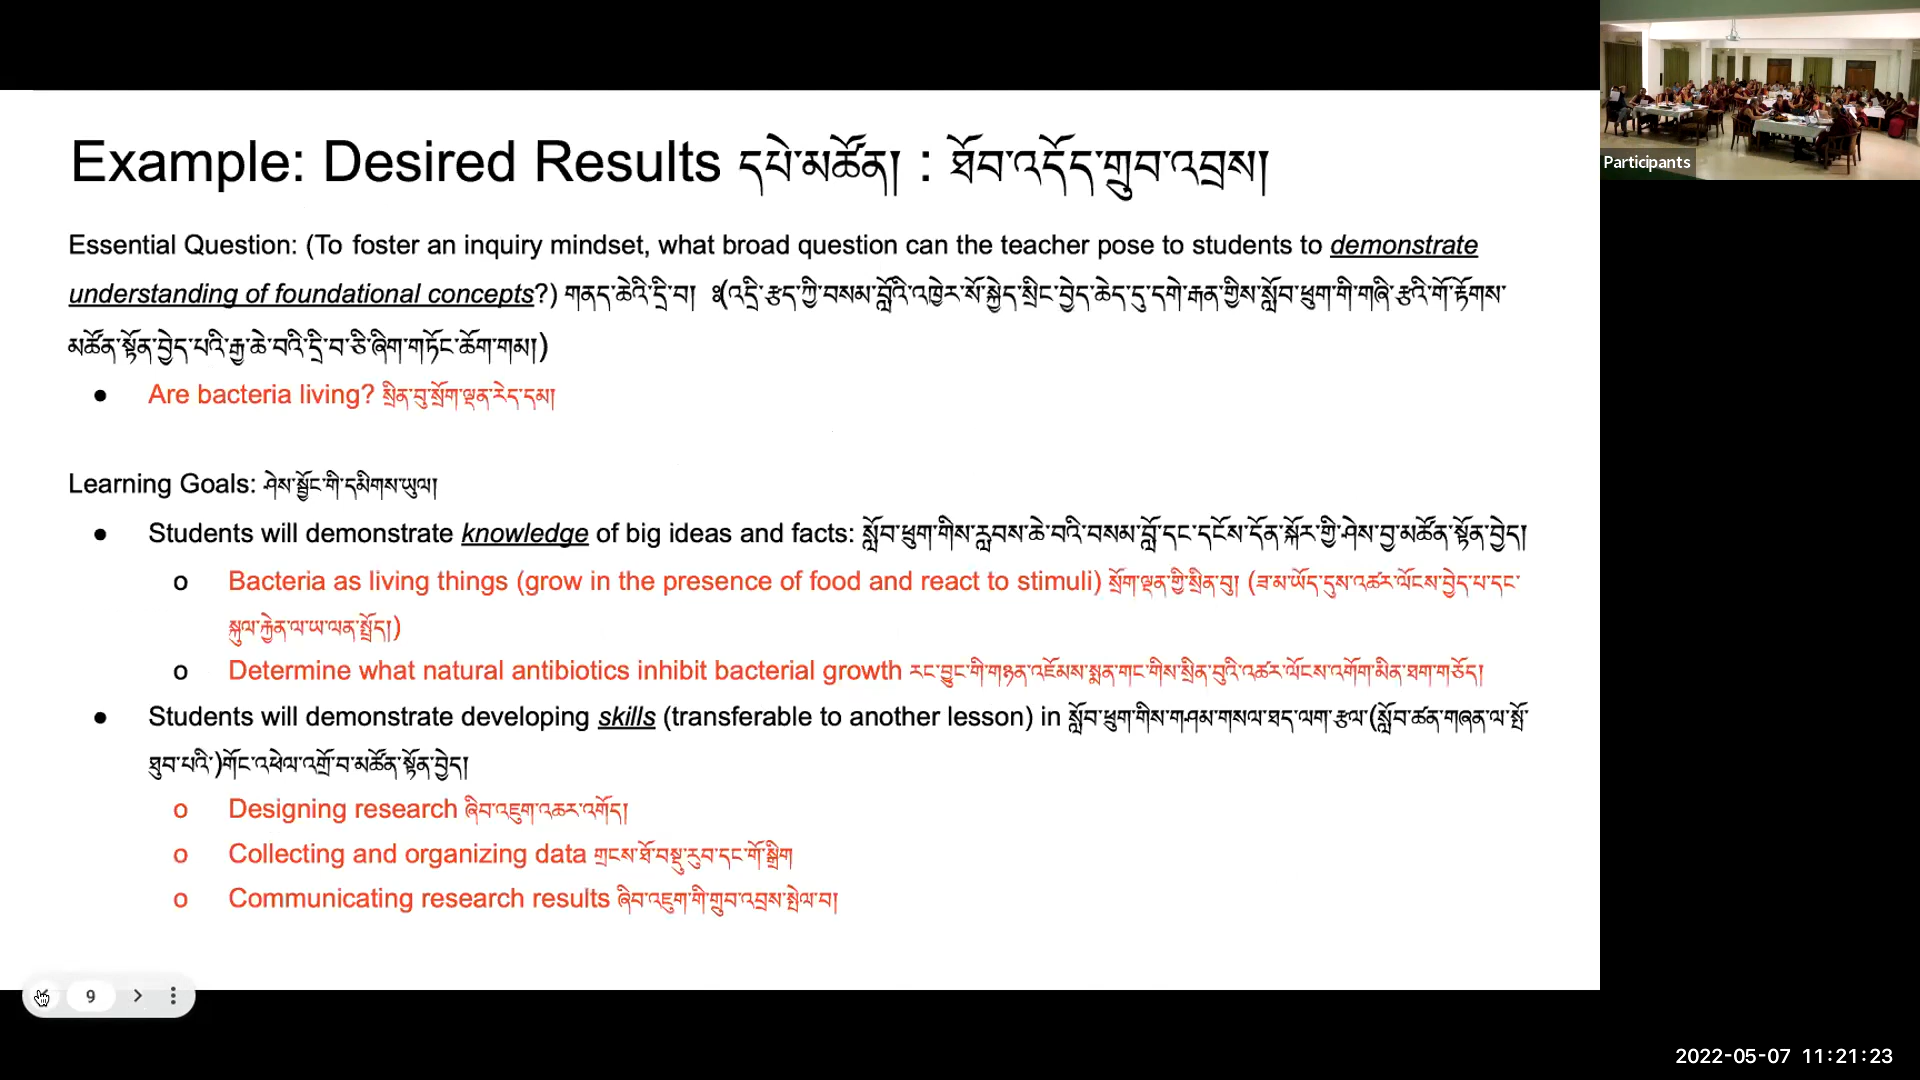 Example: Desired Results དཔེ་མཚོན། : ཐོབ་འདོད་གྲུབ་འབྲས།
Participants
Essential Question: (To foster an inquiry mindset, what broad question can the teacher pose to students to demonstrate
understanding of foundational concepts?) གནད་ཆེའི་དྲི་བ། (འདྲི་རྩད་ཀྱི་བསམ་བློའི་འཁྱེར་སོ་སྐྱེད་སྲིང་བྱེད་ཆེད་དུ་དགེ་རྒན་གྱིས་སློབ་ཕྲུག་གི་གཞི་རྩའི་གོ་རྟོགས་
མཚོན་སྟོན་བྱེད་པའི་རྒྱ་ཆེ་བའི་དྲི་བ་ཅི་ཞིག་གཏོང་ཆོག་གམ།)
● Are bacteria living? སྲིན་བུ་སྲོག་ལྡན་རེད་དམ།
Learning Goals: ཤེས་སྦྱོང་གི་དམིགས་ཡུལ།
● Students will demonstrate knowledge of big ideas and facts: སློབ་ཕྲུག་གིས་རླབས་ཆེ་བའི་བསམ་བློ་དང་དངོས་དོན་སྐོར་གྱི་ཤེས་བྱ་མཚོན་སྟོན་བྱེད།
o Bacteria as living things (grow in the presence of food and react to stimuli) སྲོག་ལྡན་གྱི་སྲིན་བུ། (ཟ་མ་ཡོད་དུས་འཚར་ལོངས་བྱེད་པ་དང་
སྐུལ་རྐྱེན་ལ་ཡ་ལན་སྤྲོད།)
o Determine what natural antibiotics inhibit bacterial growth རང་བྱུང་གི་གཉན་འཇོམས་སྨན་གང་གིས་སྲིན་བུའི་འཚར་ལོངས་འགོག་མིན་ཐག་གཅོད།
● Students will demonstrate developing skills (transferable to another lesson) in སློབ་ཕྲུག་གིས་གཤམ་གསལ་ཐད་ལག་རྩལ་(སློབ་ཚན་གཞན་ལ་སྤོ་
ཐུབ་པའི་)གོང་འཕེལ་འགྲོ་བ་མཚོན་སྟོན་བྱེད།
o Designing research ཞིབ་འཇུག་འཆར་འགོད།
o Collecting and organizing data གྲངས་ཐོ་བསྡུ་རུབ་དང་གོ་སྒྲིག
o Communicating research results ཞིབ་འཇུག་གི་གྲུབ་འབྲས་སྤེལ་བ།
9
2022-05-07 11:21:23